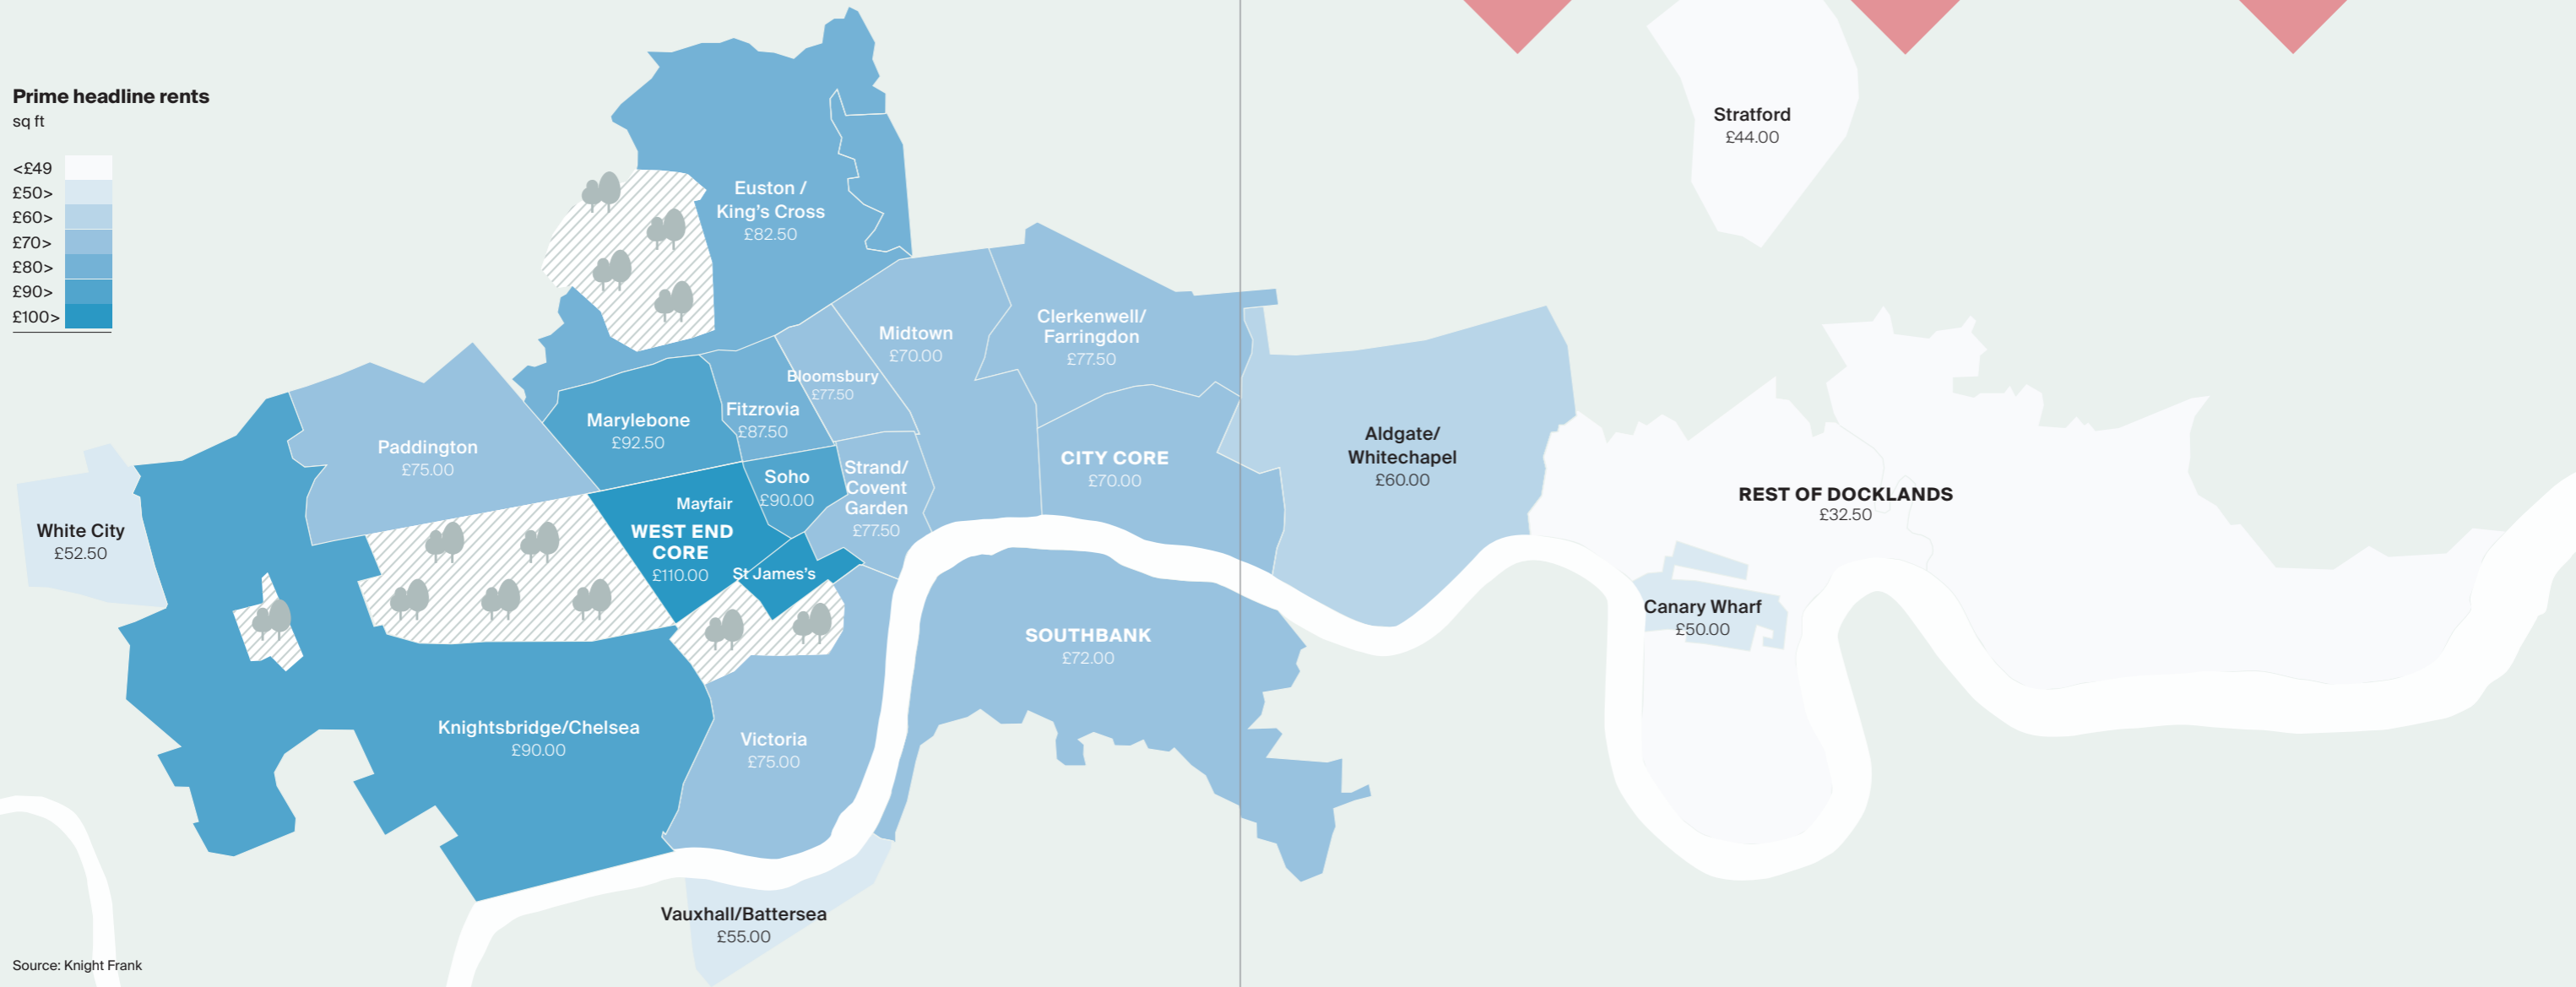 Prime headline rents
sq ft
<£49
£50>
£60>
£70>
£80>
£90>
£100>
Stratford
£44.00
Euston /
King's Cross
£82.50
Midtown
£70.00
Clerkenwell/
Farringdon
£77.50
Bloomsbury
£77.50
Fitzrovia
£87.50
Marylebone
£92.50
Paddington
£75.00
White City
£52.50
Mayfair
WEST END
CORE
£110.00
St James's
Soho
£90.00
Strand/
Covent
Garden
£77.50
CITY CORE
£70.00
Aldgate/
Whitechapel
£60.00
REST OF DOCKLANDS
£32.50
Canary Wharf
£50.00
SOUTHBANK
£72.00
Knightsbridge/Chelsea
£90.00
Victoria
£75.00
Vauxhall/Battersea
£55.00
Source: Knight Frank